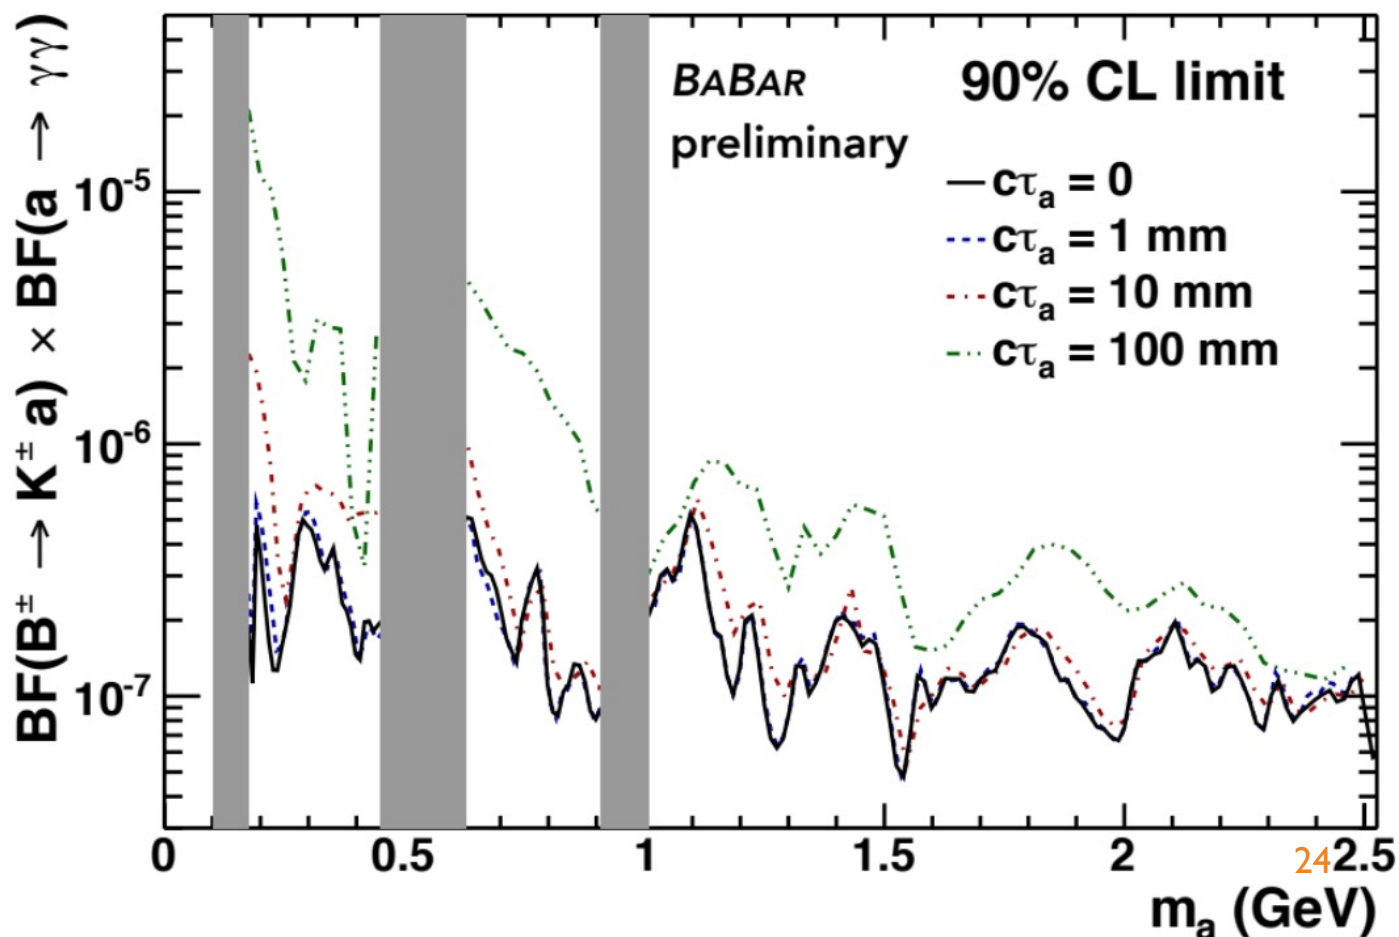 BF(B± → K± a) × BF(a → γγ)
10⁻⁵
10⁻⁶
10⁻⁷
BABAR
preliminary
90% CL limit
cτₐ = 0
cτₐ = 1 mm
cτₐ = 10 mm
cτₐ = 100 mm
0 0.5 1 1.5 2 2.5
24
mₐ (GeV)